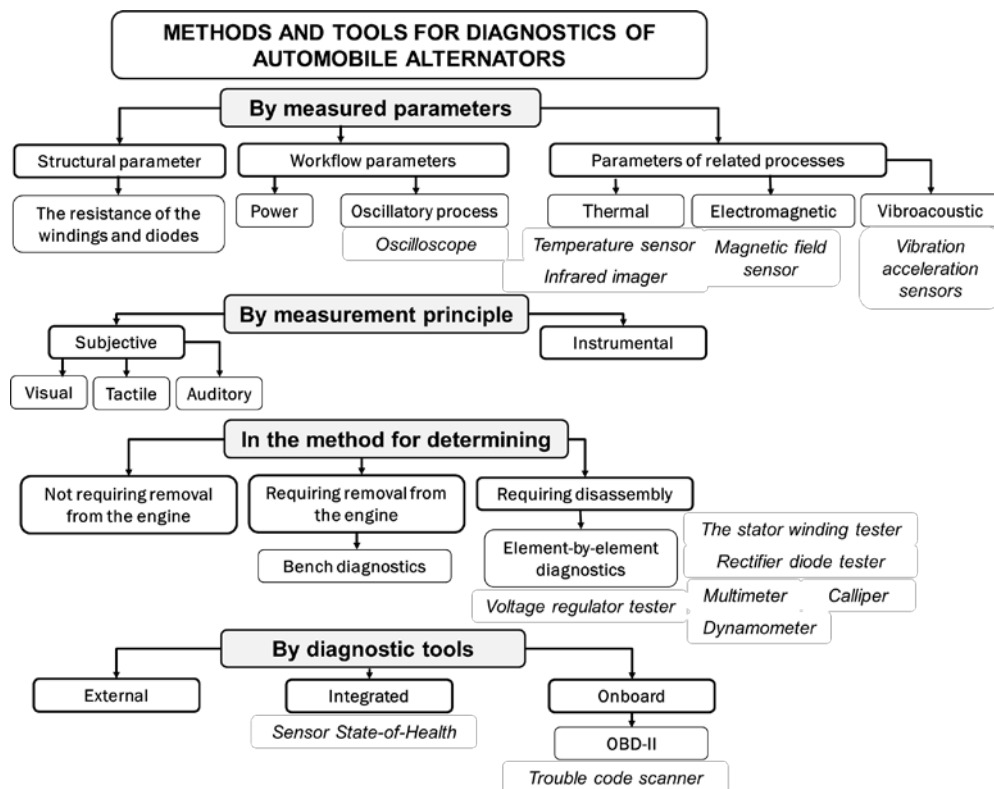 METHODS AND TOOLS FOR DIAGNOSTICS OF
AUTOMOBILE ALTERNATORS
By measured parameters
Structural parameter
Workflow parameters
Parameters of related processes
The resistance of the
windings and diodes
Power
Oscillatory process
Thermal
Electromagnetic
Vibroacoustic
Oscilloscope
Temperature sensor
Infrared imager
Magnetic field
sensor
Vibration
acceleration
sensors
By measurement principle
Subjective
Instrumental
Visual
Tactile
Auditory
In the method for determining
Not requiring removal
from the engine
Requiring removal from
the engine
Requiring disassembly
Bench diagnostics
Element-by-element
diagnostics
The stator winding tester
Rectifier diode tester
Voltage regulator tester
Multimeter
Calliper
Dynamometer
By diagnostic tools
External
Integrated
Onboard
Sensor State-of-Health
OBD-II
Trouble code scanner